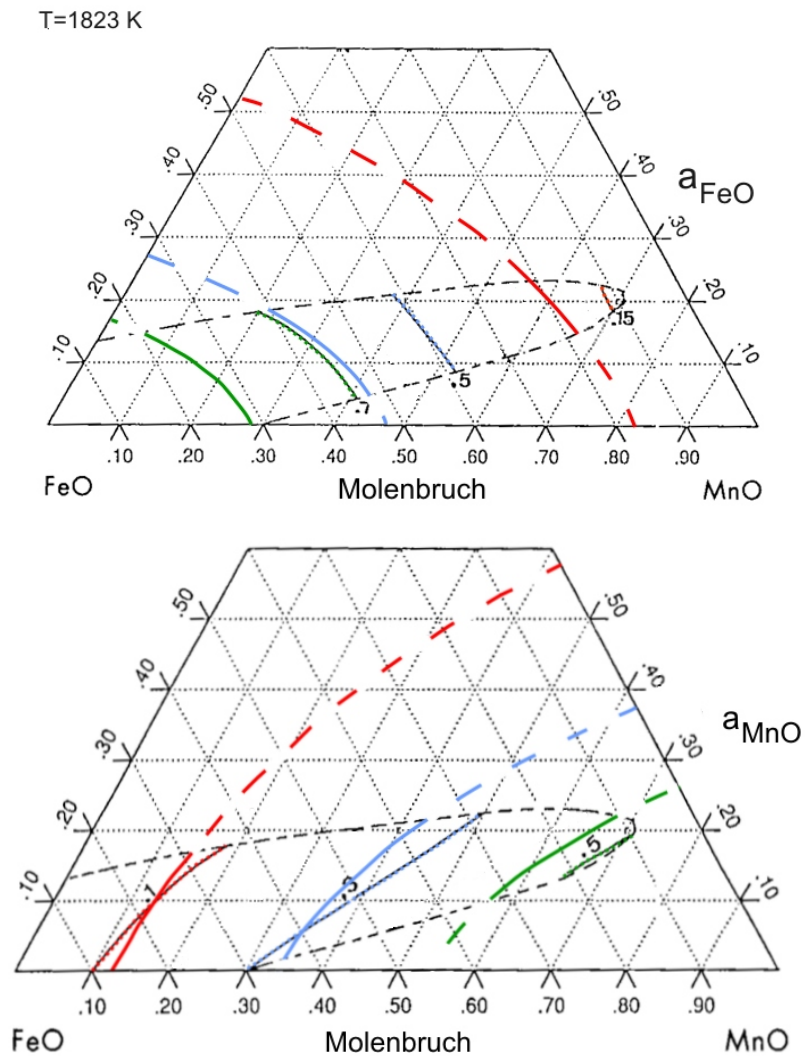 T=1823 K
.50 .50
.40 .40
aFeO
.30 .30
.20 .20
.15
.10 .10
.5
.7
.10 .20 .30 .40 .50 .60 .70 .80 .90
FeO Molenbruch MnO
.50 .50
.40 .40
aMnO
.30 .30
.20 .20
.5
.1 .3
.10 .10
.10 .20 .30 .40 .50 .60 .70 .80 .90
FeO Molenbruch MnO